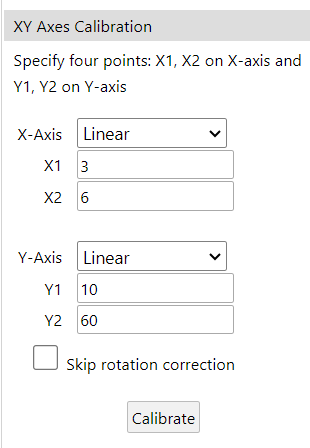 XY Axes Calibration
Specify four points: X1, X2 on X-axis and
Y1, Y2 on Y-axis
X-Axis Linear
X1 3
X2 6
Y-Axis Linear
Y1 10
Y2 60
Skip rotation correction
Calibrate